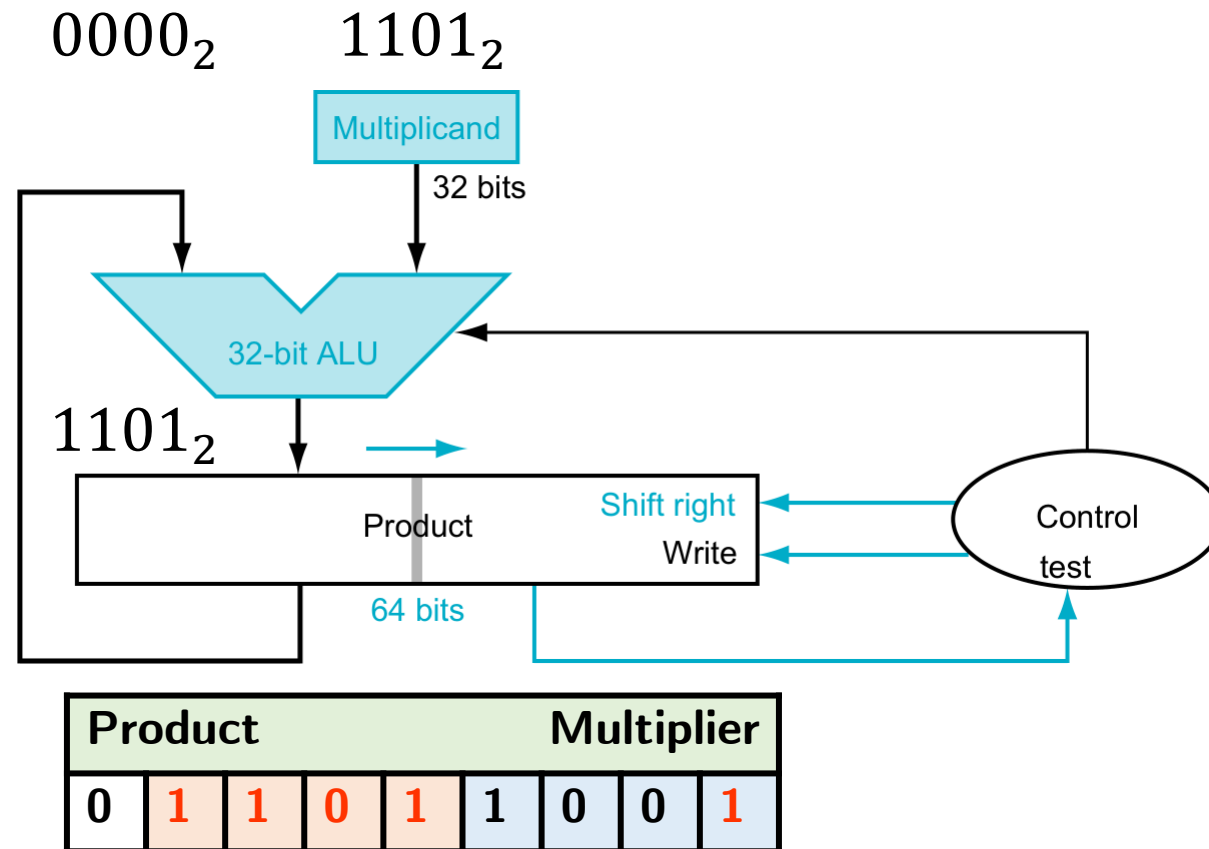 0000₂ 1101₂
Multiplicand
32 bits
32-bit ALU
1101₂
Product
Shift right
Write
Control
test
64 bits
Product Multiplier
0 1 1 0 1 1 0 0 1